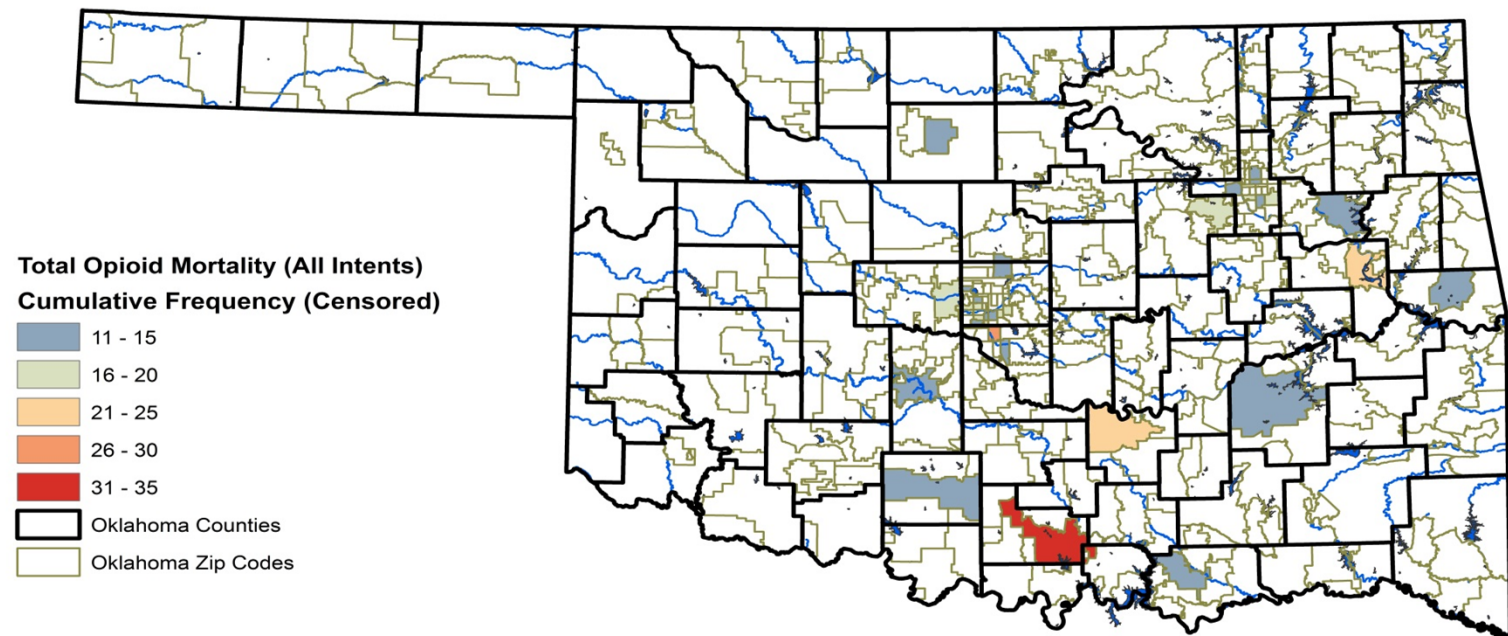 Total Opioid Mortality (All Intents)
Cumulative Frequency (Censored)
11 - 15
16 - 20
21 - 25
26 - 30
31 - 35
Oklahoma Counties
Oklahoma Zip Codes